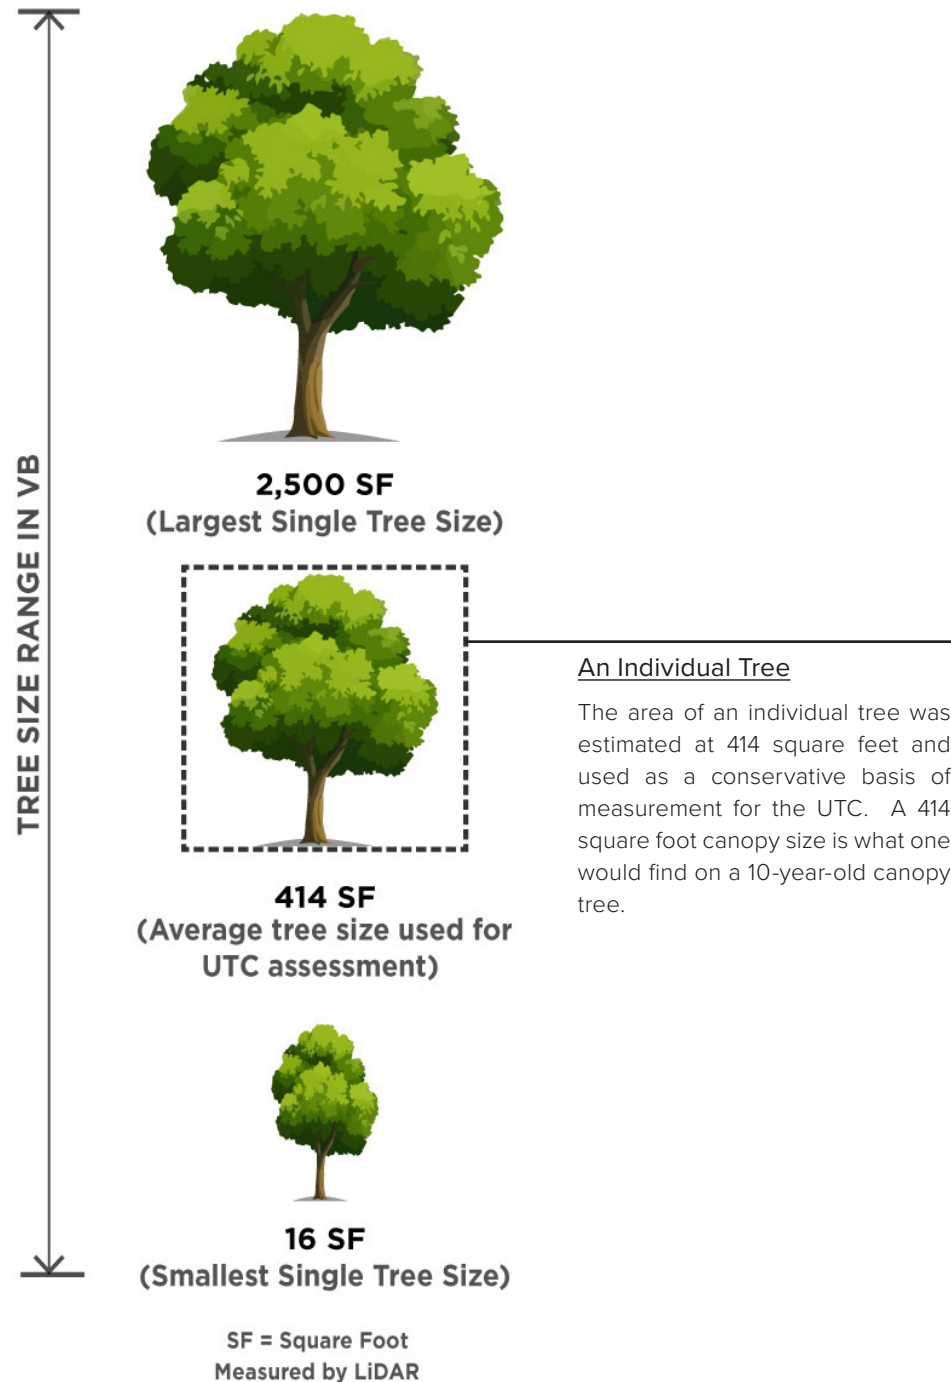 TREE SIZE RANGE IN VB
2,500 SF
(Largest Single Tree Size)
An Individual Tree
The area of an individual tree was
estimated at 414 square feet and
used as a conservative basis of
measurement for the UTC. A 414
square foot canopy size is what one
would find on a 10-year-old canopy
tree.
414 SF
(Average tree size used for
UTC assessment)
16 SF
(Smallest Single Tree Size)
SF = Square Foot
Measured by LiDAR